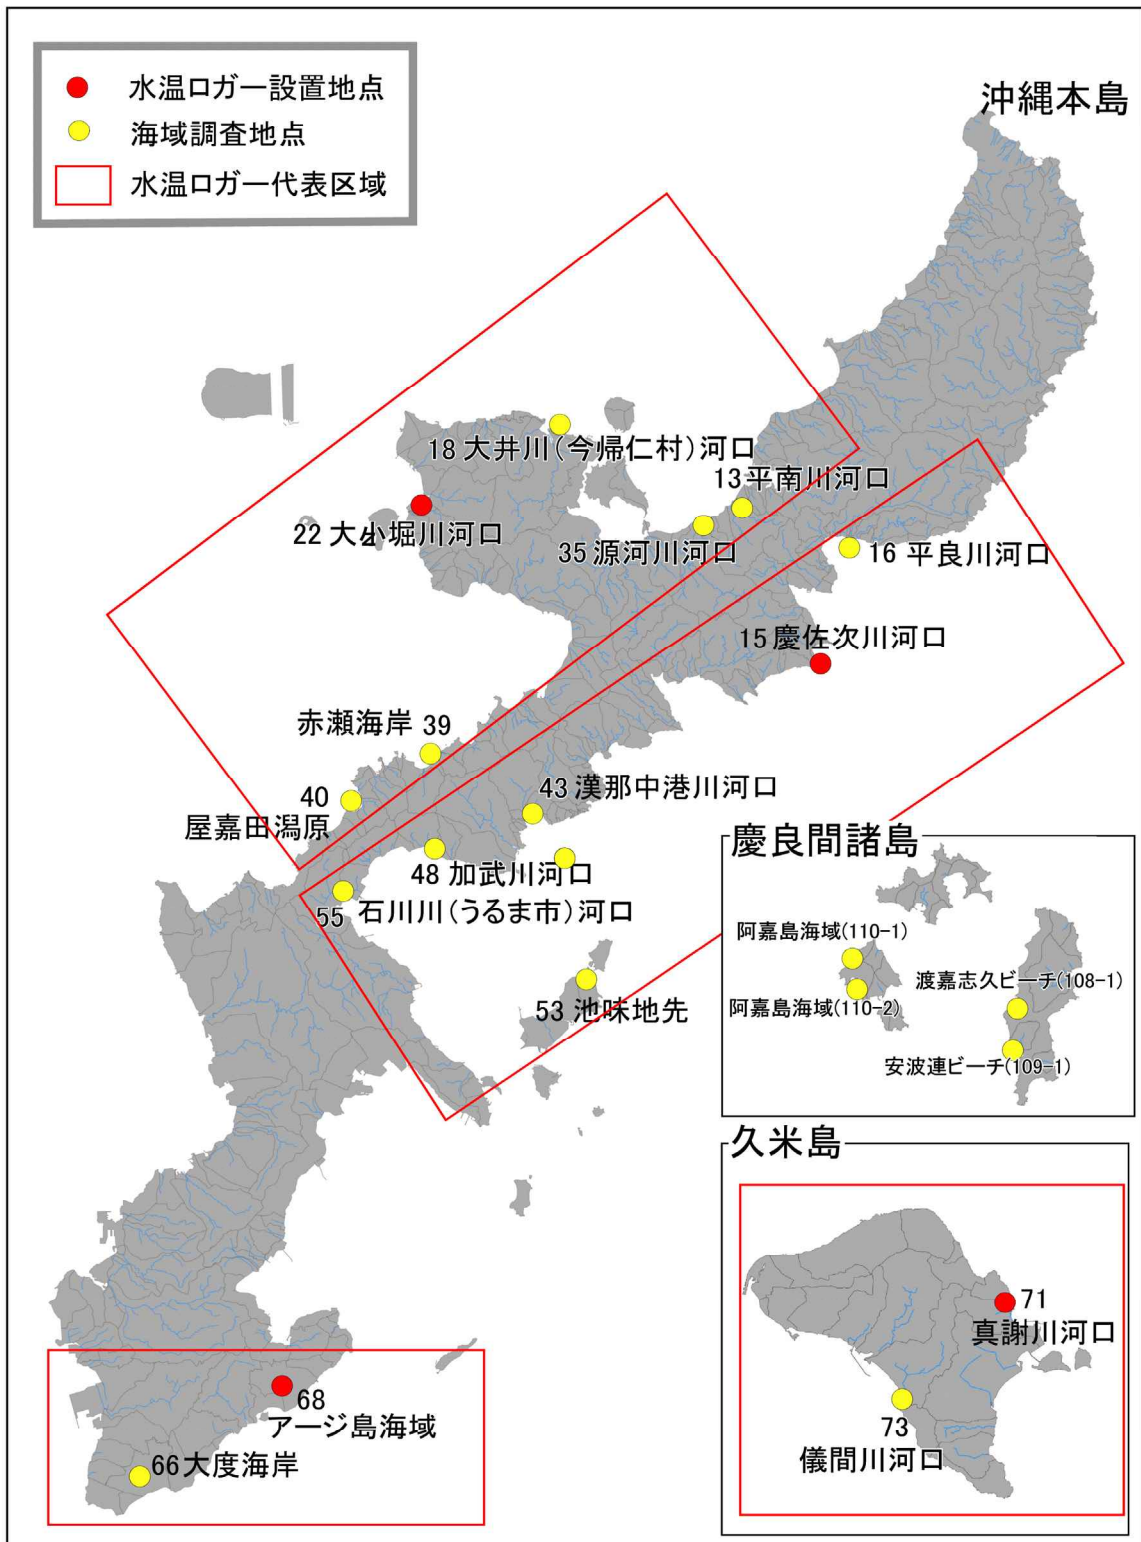 水温ロガー設置地点
海域調査地点
水温ロガー代表区域
沖縄本島
18 大井川(今帰仁村)河口
13 平南川河口
22 大小堀川河口
35 源河川河口
16 平良川河口
15 慶佐次川河口
赤瀬海岸 39
40
屋嘉田潟原
43 漢那中港川河口
48 加武川河口
55 石川川(うるま市)河口
53 池味地先
慶良間諸島
阿嘉島海域(110-1)
渡嘉志久ビーチ(108-1)
阿嘉島海域(110-2)
安波連ビーチ(109-1)
久米島
71
真謝川河口
73
儀間川河口
68
アージ島海域
66 大度海岸